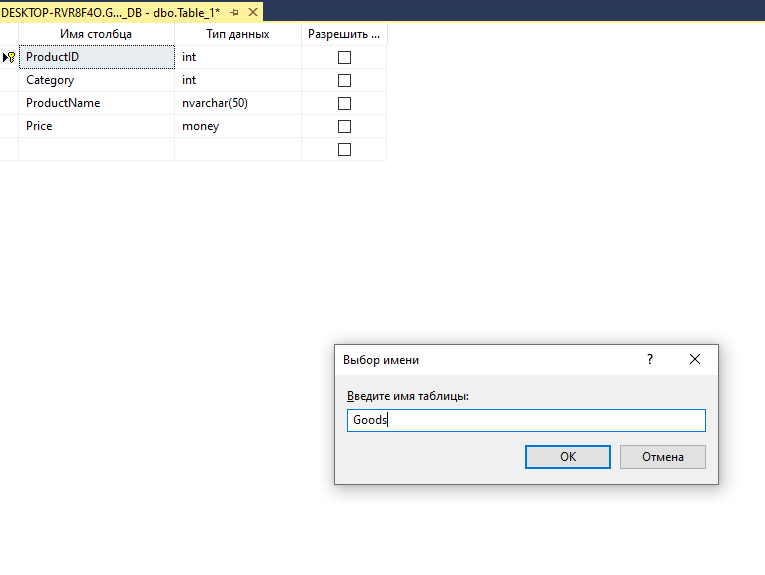 DESKTOP-RVR8F4O.G..._DB - dbo.Table_1*
Имя столбца Тип данных Разрешить ...
ProductID int
Category int
ProductName nvarchar(50)
Price money
Выбор имени ?
Введите имя таблицы:
Goods
ОК Отмена